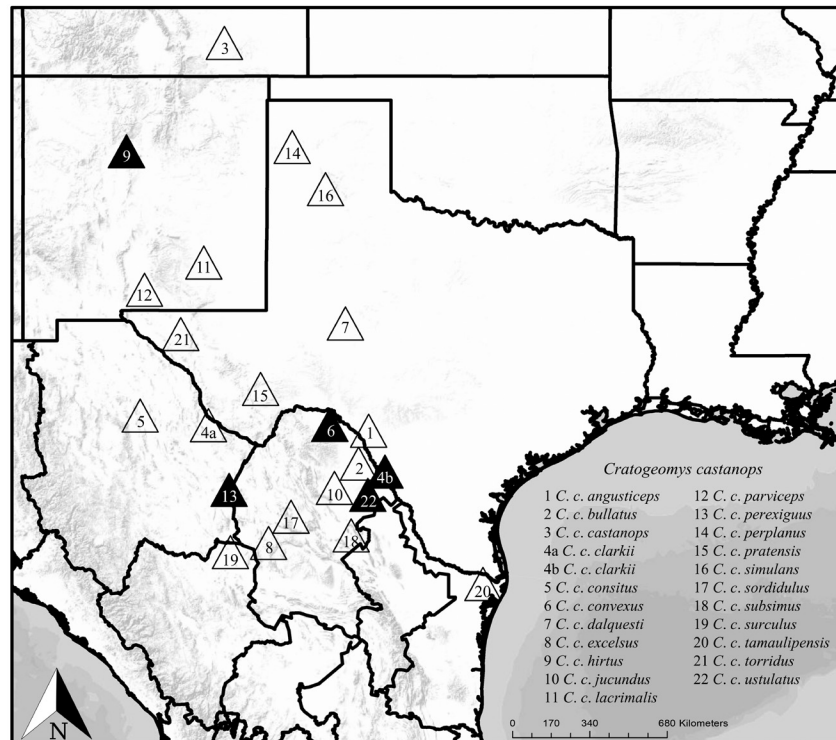 3
9
14
16
11
12
7
21
15
5
4a
6
1
2
4b
10
13
22
17
18
8
19
20
N
Cratogeomys castanops
1 C. c. angusticeps
2 C. c. bullatus
3 C. c. castanops
4a C. c. clarkii
4b C. c. clarkii
5 C. c. consitus
6 C. c. convexus
7 C. c. dalquesti
8 C. c. excelsus
9 C. c. hirtus
10 C. c. jucundus
11 C. c. lacrimalis
12 C. c. parviceps
13 C. c. perexiguus
14 C. c. perplanus
15 C. c. pratensis
16 C. c. simulans
17 C. c. sordidulus
18 C. c. subsimus
19 C. c. surculus
20 C. c. tamaulipensis
21 C. c. torridus
22 C. c. ustulatus
0 170 340 680 Kilometers